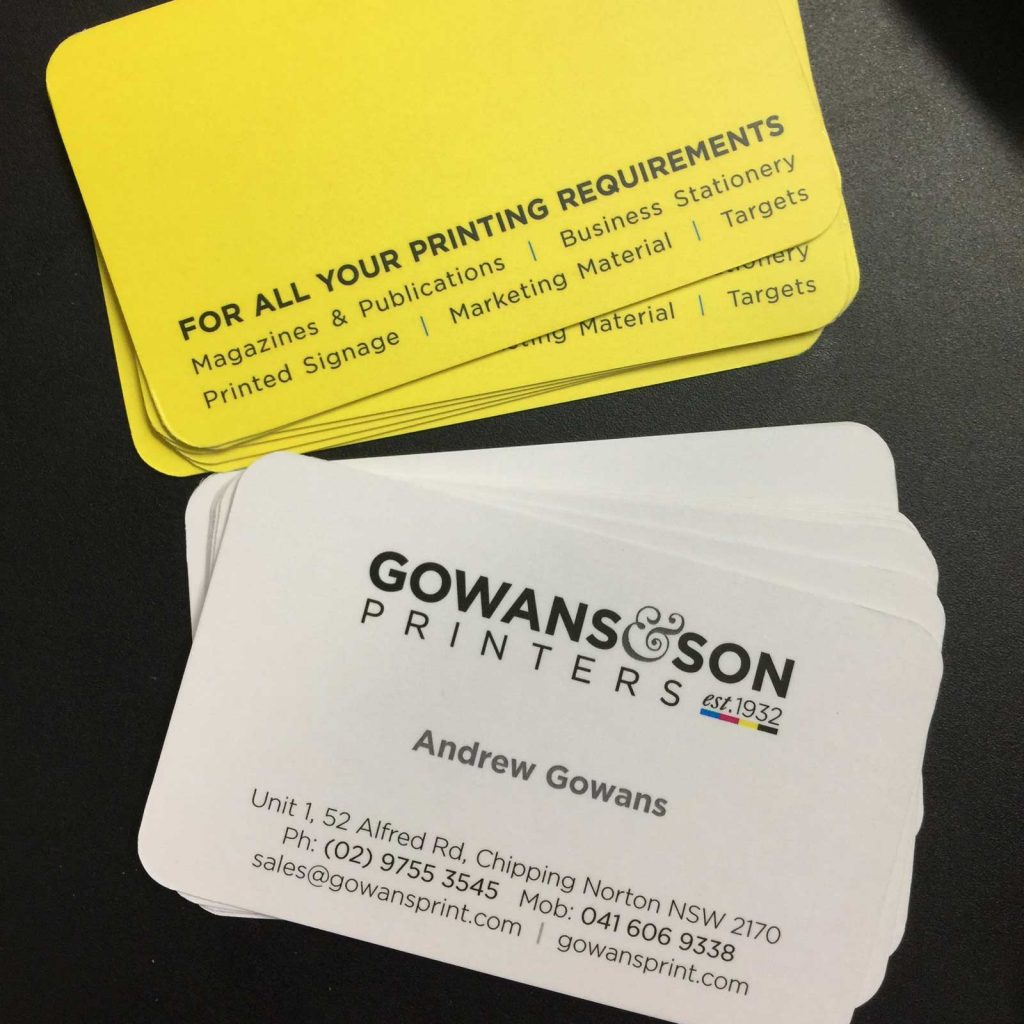 FOR ALL YOUR PRINTING REQUIREMENTS
Magazines & Publications | Business Stationery
Printed Signage | Marketing Material | Targets
Material | Targets
GOWANS&SON
PRINTERS
est.1932
Andrew Gowans
Unit 1, 52 Alfred Rd, Chipping Norton NSW 2170
Ph: (02) 9755 3545 Mob: 041 606 9338
sales@gowansprint.com | gowansprint.com